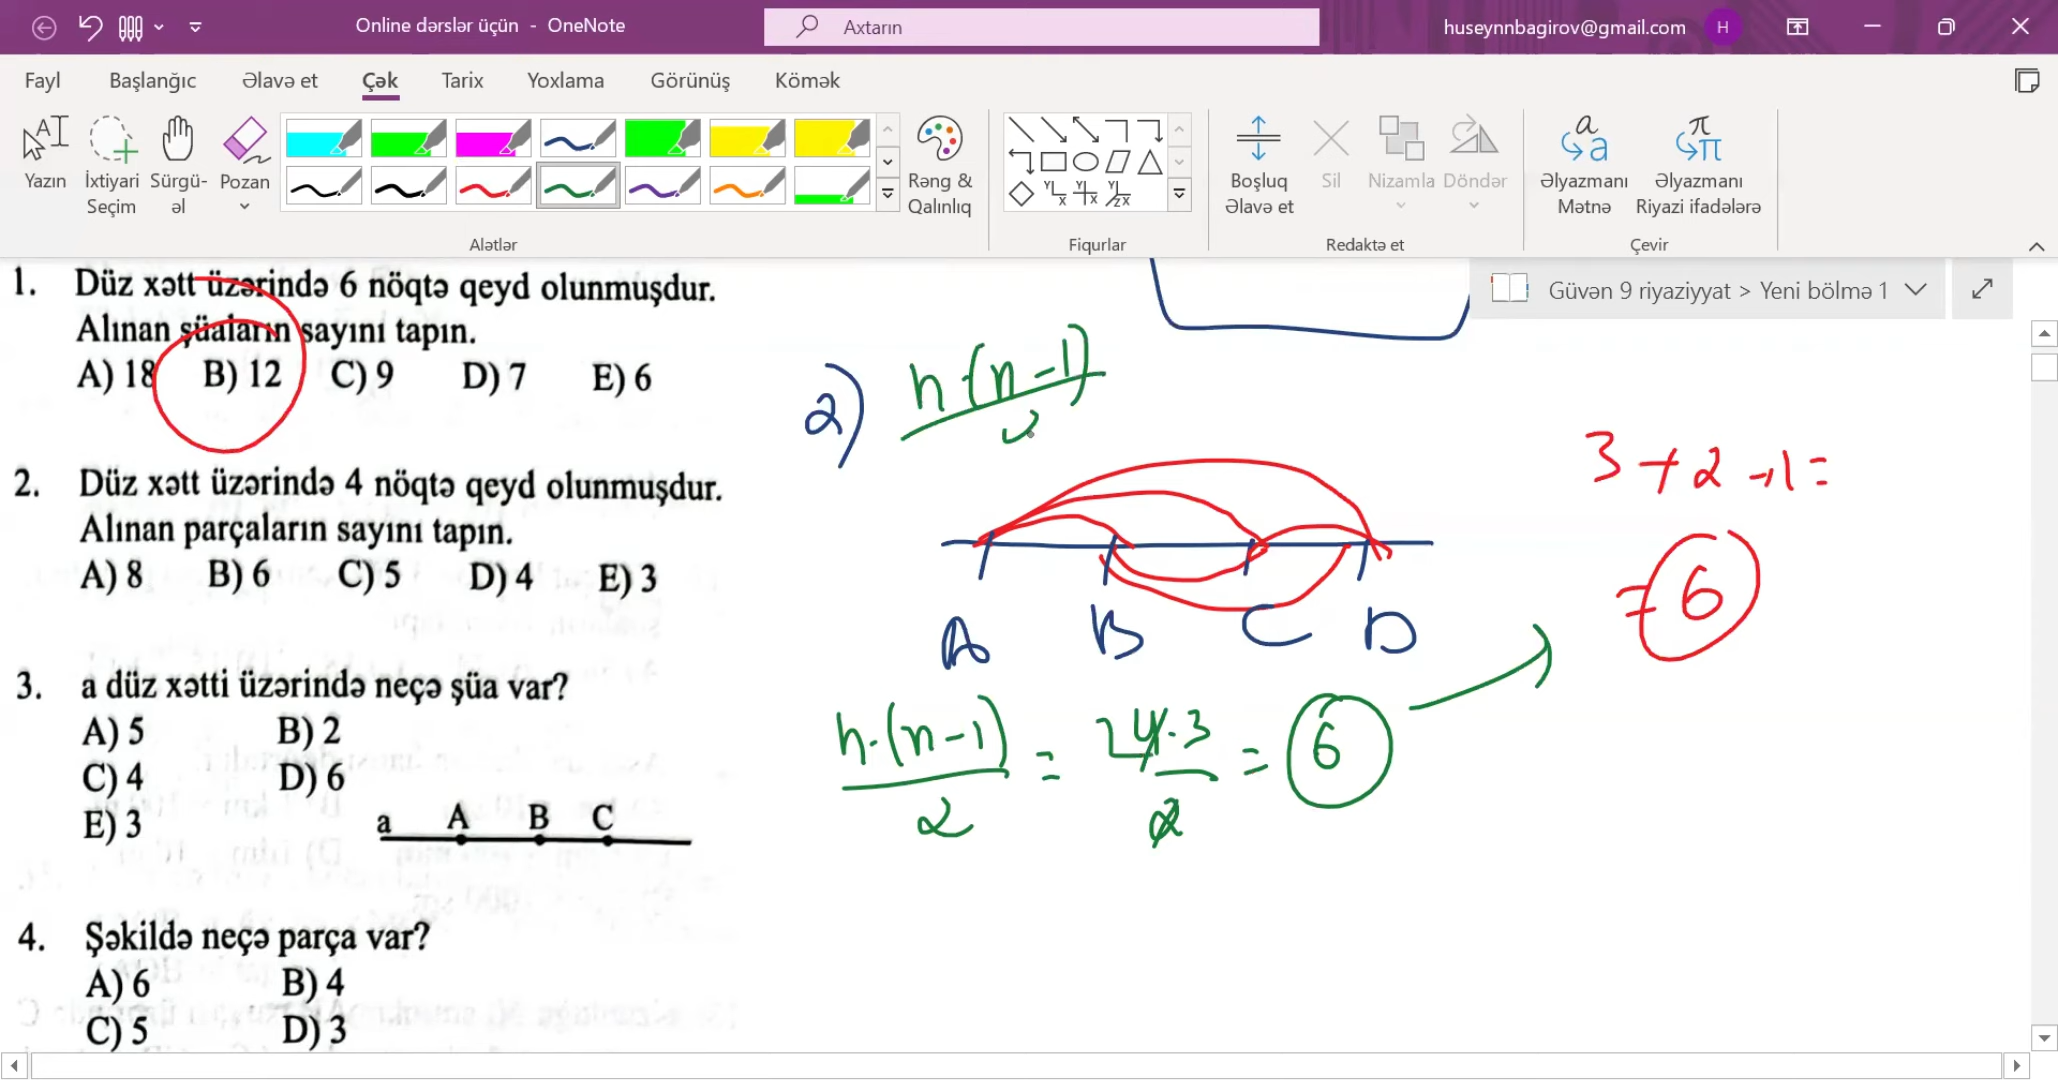 Online dərslər üçün - OneNote
Axtarın
huseynnbagirov@gmail.com
H
Fayl Başlanğıc Əlavə et Çək Tarix Yoxlama Görünüş Kömək
Yazın
İxtiyari Seçim
Sürgü-əl
Pozan
Alətlər
Rəng & Qalınlıq
Fiqurlar
Boşluq Əlavə et
Sil
Nizamla
Döndər
Redaktə et
Əlyazmanı Mətnə
Əlyazmanı Riyazi ifadələrə
Çevir
Güvən 9 riyaziyyat > Yeni bölmə 1
1. Düz xətt üzərində 6 nöqtə qeyd olunmuşdur.
Alınan şüaların sayını tapın.
A) 18 B) 12 C) 9 D) 7 E) 6
2. Düz xətt üzərində 4 nöqtə qeyd olunmuşdur.
Alınan parçaların sayını tapın.
A) 8 B) 6 C) 5 D) 4 E) 3
3. a düz xətti üzərində neçə şüa var?
A) 5 B) 2
C) 4 D) 6
E) 3
a A B C
4. Şəkildə neçə parça var?
A) 6 B) 4
C) 5 D) 3
2) n·(n-1)
A B C D
n·(n-1) / 2 = 2 4·3 / 2 = 6
3+2+1=
=6